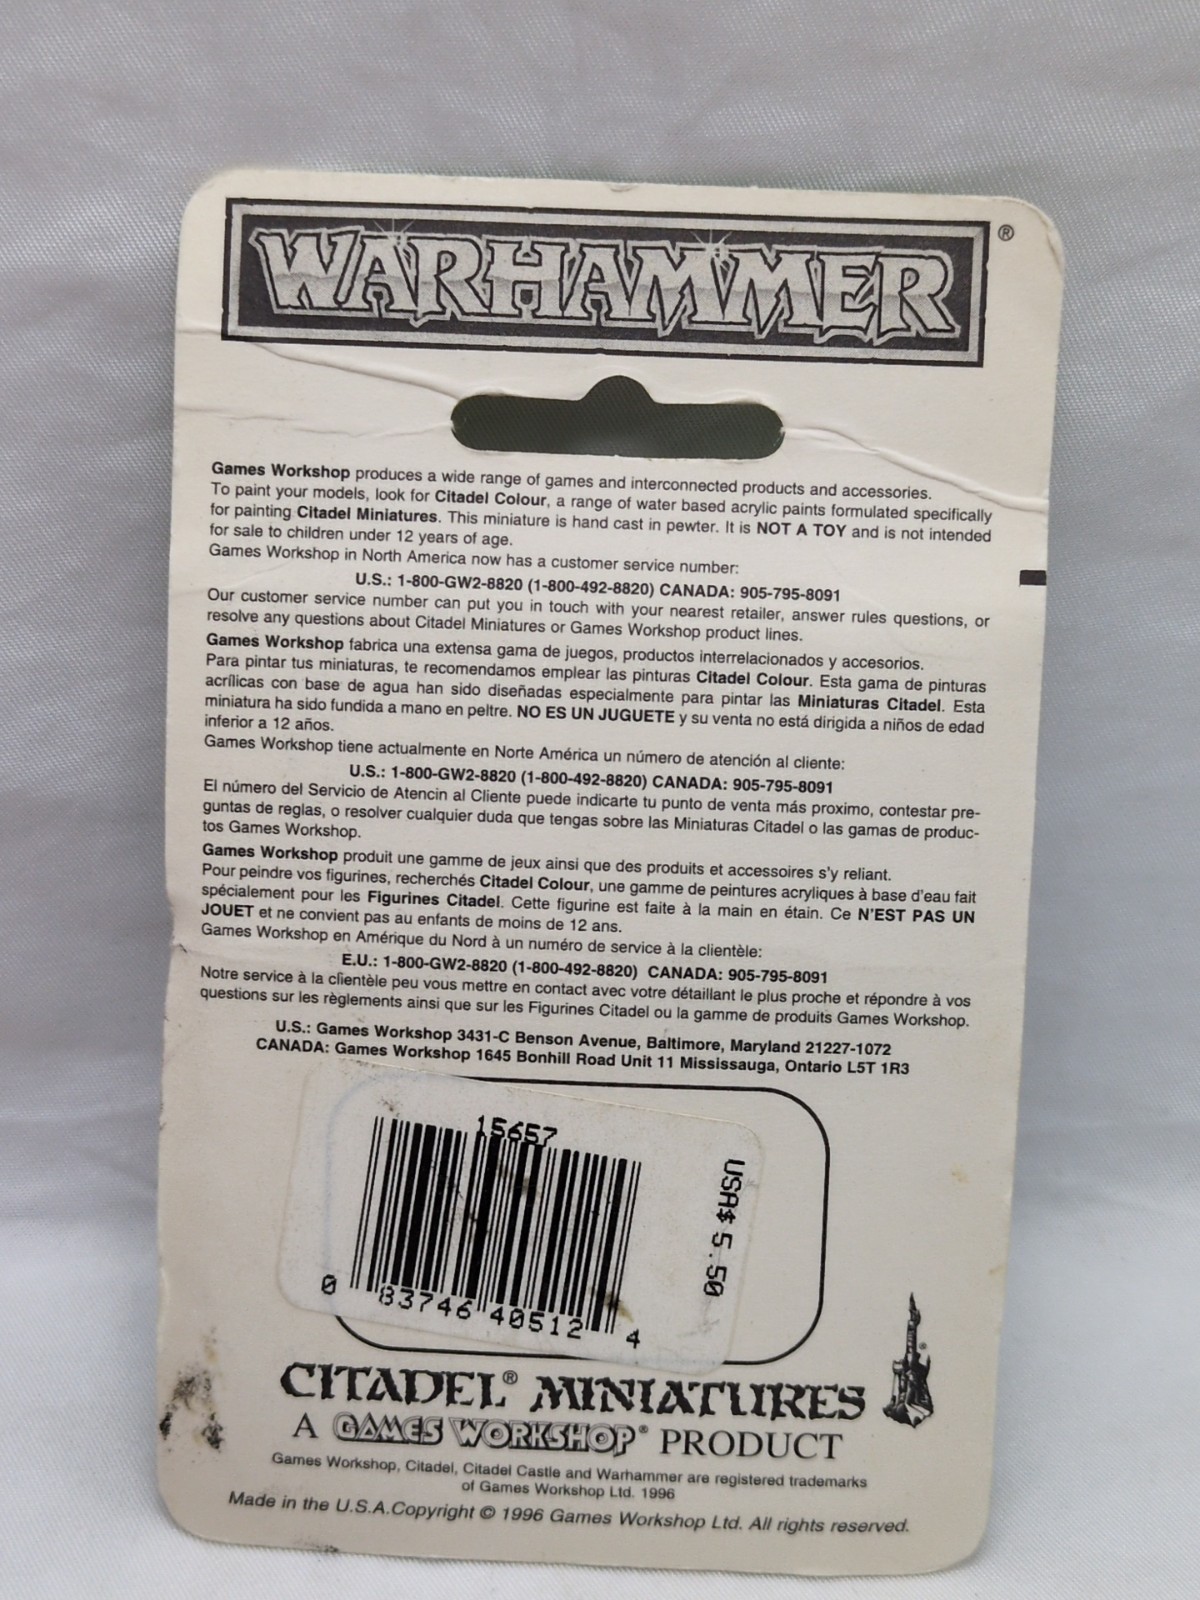 WARHAMMER®
Games Workshop produces a wide range of games and interconnected products and accessories.
To paint your models, look for Citadel Colour, a range of water based acrylic paints formulated specifically
for painting Citadel Miniatures. This miniature is hand cast in pewter. It is NOT A TOY and is not intended
for sale to children under 12 years of age.
Games Workshop in North America now has a customer service number:
U.S.: 1-800-GW2-8820 (1-800-492-8820) CANADA: 905-795-8091
Our customer service number can put you in touch with your nearest retailer, answer rules questions, or
resolve any questions about Citadel Miniatures or Games Workshop product lines.
Games Workshop fabrica una extensa gama de juegos, productos interrelacionados y accesorios.
Para pintar tus miniaturas, te recomendamos emplear las pinturas Citadel Colour. Esta gama de pinturas
acrílicas con base de agua han sido diseñadas especialmente para pintar las Miniaturas Citadel. Esta
miniatura ha sido fundida a mano en peltre. NO ES UN JUGUETE y su venta no está dirigida a niños de edad
inferior a 12 años.
Games Workshop tiene actualmente en Norte América un número de atención al cliente:
U.S.: 1-800-GW2-8820 (1-800-492-8820) CANADA: 905-795-8091
El número del Servicio de Atencin al Cliente puede indicarte tu punto de venta más proximo, contestar pre-
guntas de reglas, o resolver cualquier duda que tengas sobre las Miniaturas Citadel o las gamas de produc-
tos Games Workshop.
Games Workshop produit une gamme de jeux ainsi que des produits et accessoires s'y reliant.
Pour peindre vos figurines, recherchés Citadel Colour, une gamme de peintures acryliques à base d'eau fait
spécialement pour les Figurines Citadel. Cette figurine est faite à la main en étain. Ce N'EST PAS UN
JOUET et ne convient pas au enfants de moins de 12 ans.
Games Workshop en Amérique du Nord à un numéro de service à la clientèle:
E.U.: 1-800-GW2-8820 (1-800-492-8820) CANADA: 905-795-8091
Notre service à la clientèle peu vous mettre en contact avec votre détaillant le plus proche et répondre à vos
questions sur les règlements ainsi que sur les Figurines Citadel ou la gamme de produits Games Workshop.
U.S.: Games Workshop 3431-C Benson Avenue, Baltimore, Maryland 21227-1072
CANADA: Games Workshop 1645 Bonhill Road Unit 11 Mississauga, Ontario L5T 1R3
15657
USA$ 5.50
0 83746 40512 4
CITADEL® MINIATURES
A GAMES WORKSHOP® PRODUCT
Games Workshop, Citadel, Citadel Castle and Warhammer are registered trademarks
of Games Workshop Ltd. 1996
Made in the U.S.A.Copyright © 1996 Games Workshop Ltd. All rights reserved.